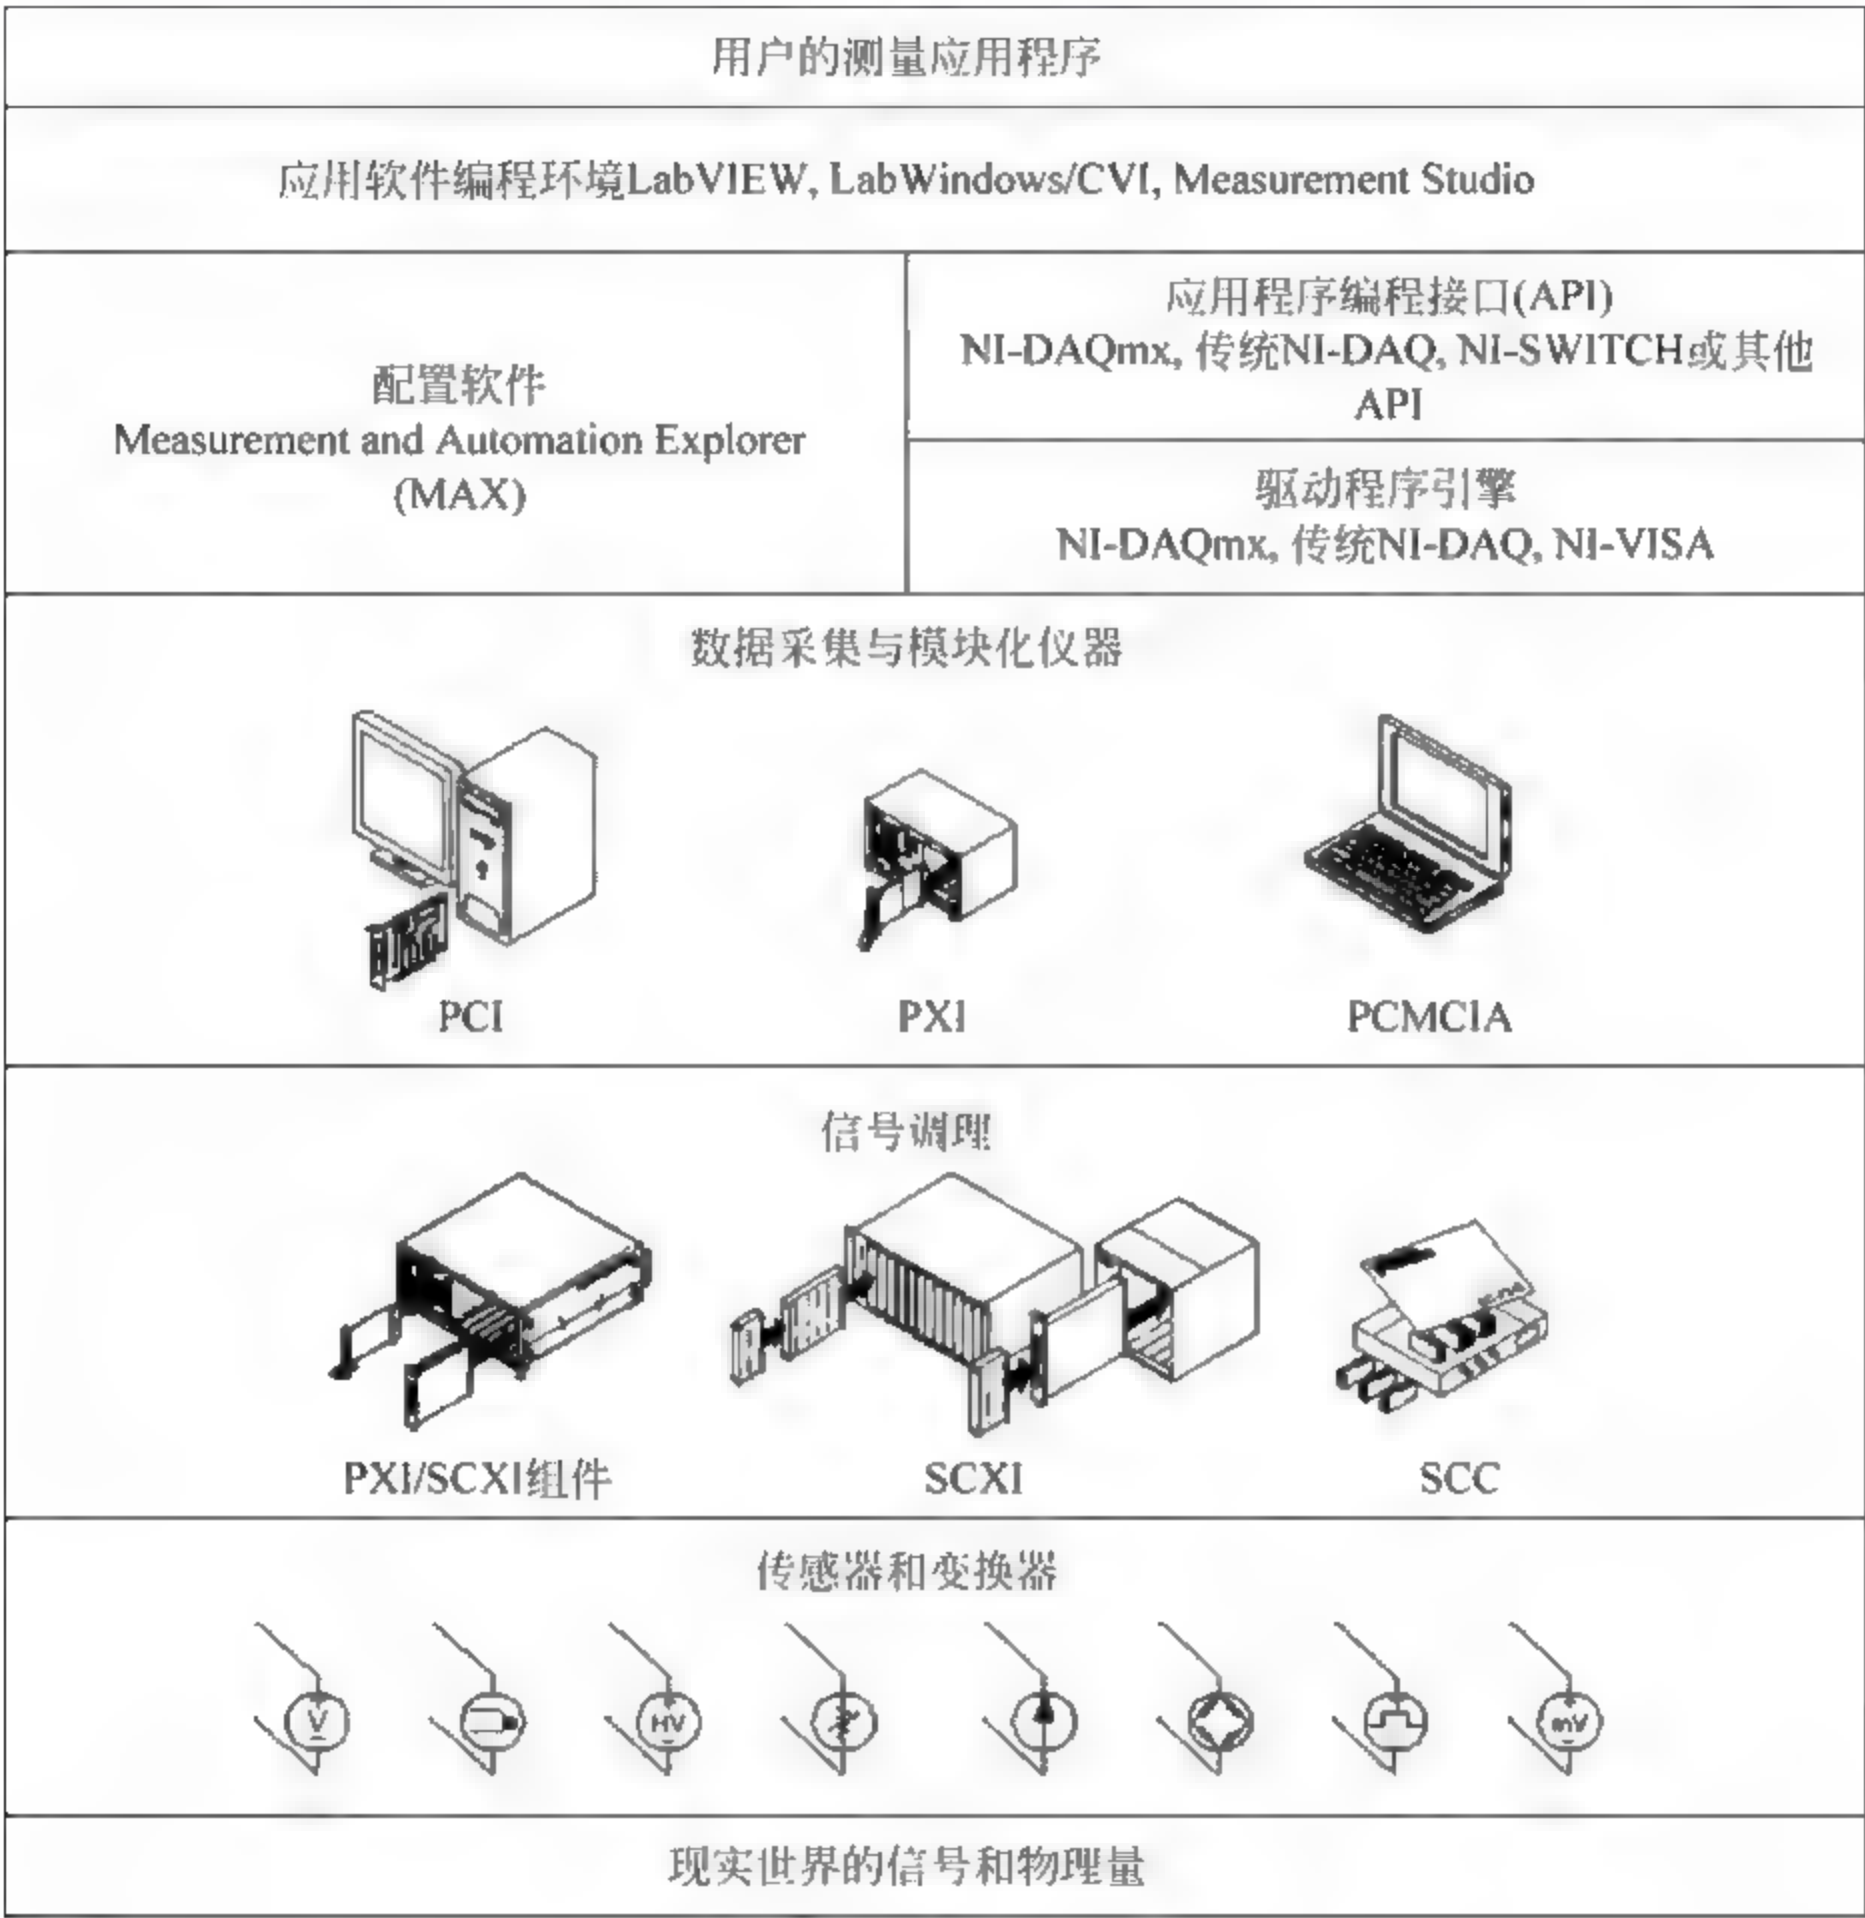 用户的测量应用程序
应用软件编程环境LabVIEW, LabWindows/CVI, Measurement Studio
配置软件
Measurement and Automation Explorer
(MAX)
应用程序编程接口(API)
NI-DAQmx, 传统NI-DAQ, NI-SWITCH或其他
API
驱动程序引擎
NI-DAQmx, 传统NI-DAQ, NI-VISA
数据采集与模块化仪器
PCI
PXI
PCMCIA
信号调理
PXI/SCXI组件
SCXI
SCC
传感器和变换器
V
HV
mV
现实世界的信号和物理量